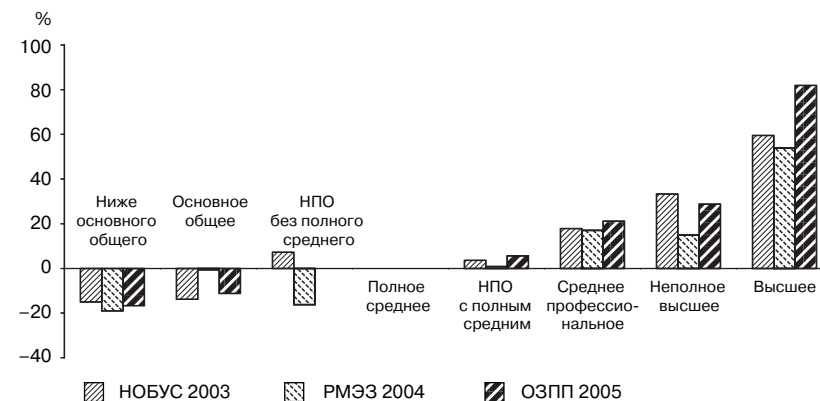 %
100
80
60
40
20
0
−20
−40
Ниже
основного
общего
Основное
общее
НПО
без полного
среднего
Полное
среднее
НПО
с полным
средним
Среднее
профессио-
нальное
Неполное
высшее
Высшее
НОБУС 2003
РМЭЗ 2004
ОЗПП 2005